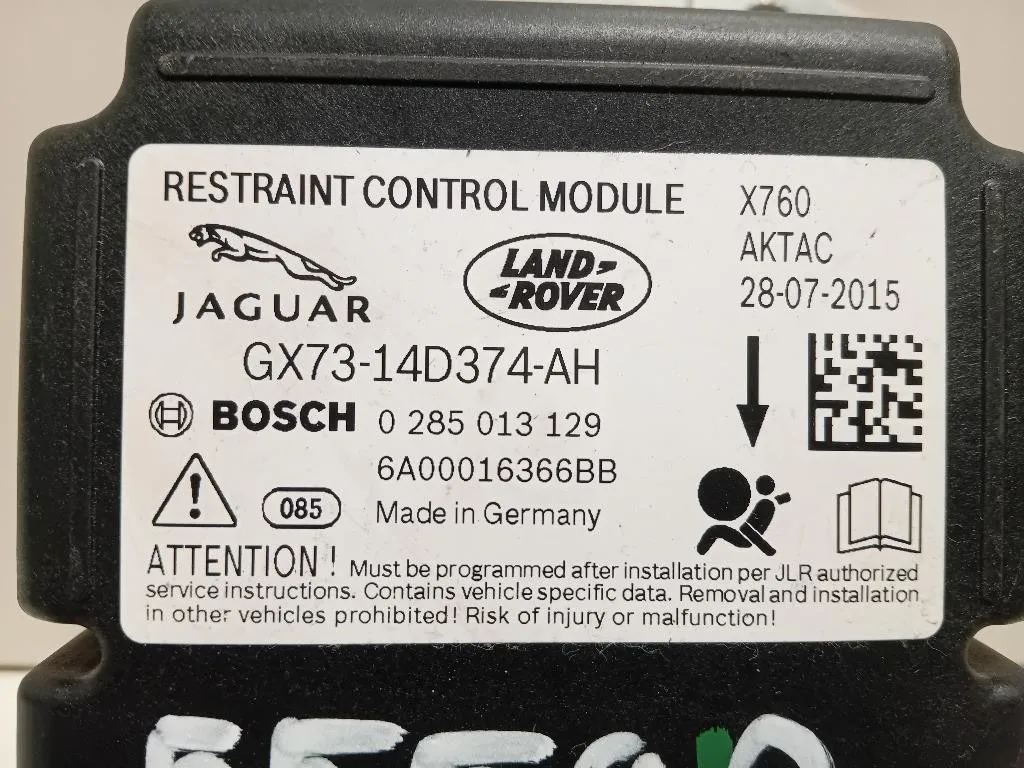 RESTRAINT CONTROL MODULE
X760
AKTAC
28-07-2015
JAGUAR
LAND ROVER
GX73-14D374-AH
BOSCH 0 285 013 129
6A00016366BB
085
Made in Germany
ATTENTION! Must be programmed after installation per JLR authorized
service instructions. Contains vehicle specific data. Removal and installation
in other vehicles prohibited! Risk of injury or malfunction!